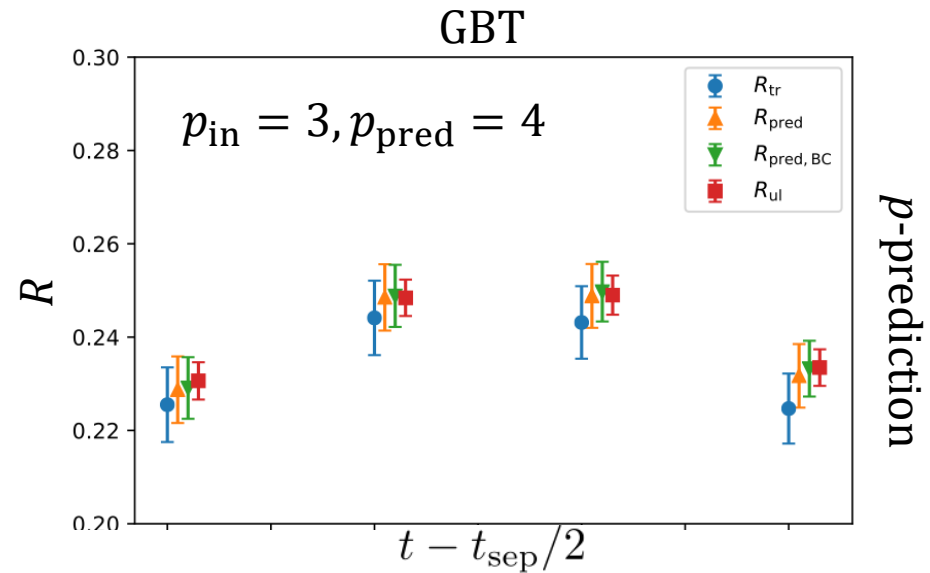 GBT
0.30
0.28
0.26
0.24
0.22
0.20
R
p_in = 3, p_pred = 4
R_tr
R_pred
R_pred, BC
R_ul
p-prediction
t − t_sep/2